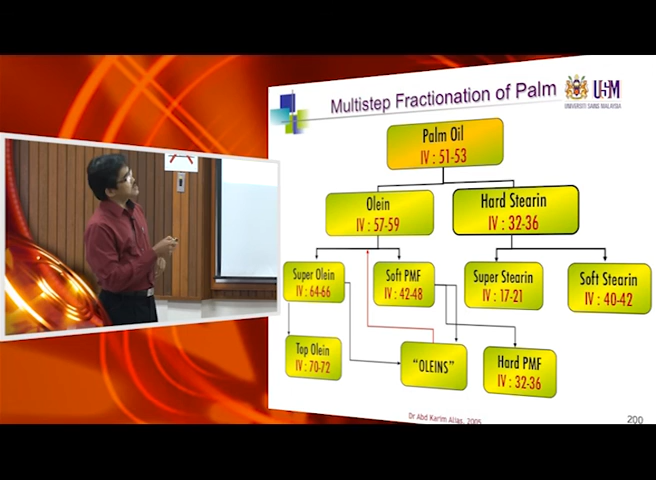 Multistep Fractionation of Palm
USM
UNIVERSITI SAINS MALAYSIA
Palm Oil
IV : 51-53
Olein
IV : 57-59
Hard Stearin
IV : 32-36
Super Olein
IV : 64-66
Soft PMF
IV : 42-48
Super Stearin
IV : 17-21
Soft Stearin
IV : 40-42
Top Olein
IV : 70-72
"OLEINS"
Hard PMF
IV : 32-36
Dr Abd Karim Alias, 2005
200